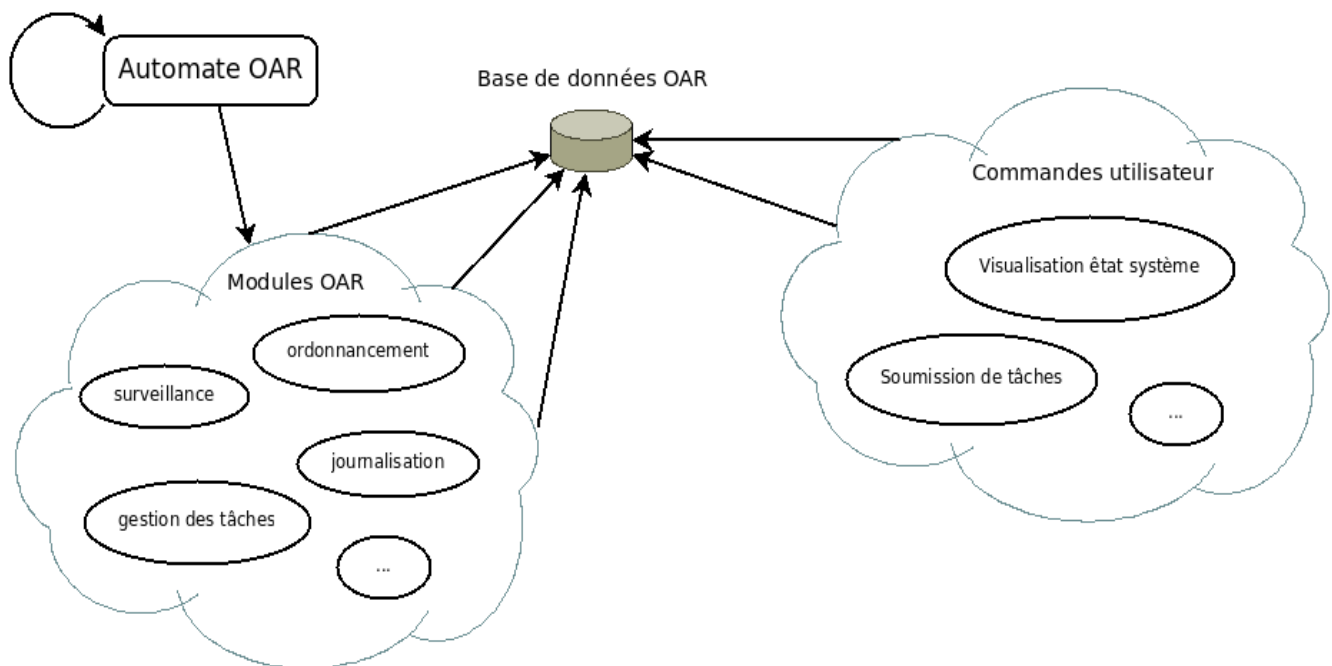 Automate OAR
Base de données OAR
Commandes utilisateur
Visualisation êtat système
Soumission de tâches
...
Modules OAR
ordonnancement
surveillance
journalisation
gestion des tâches
...